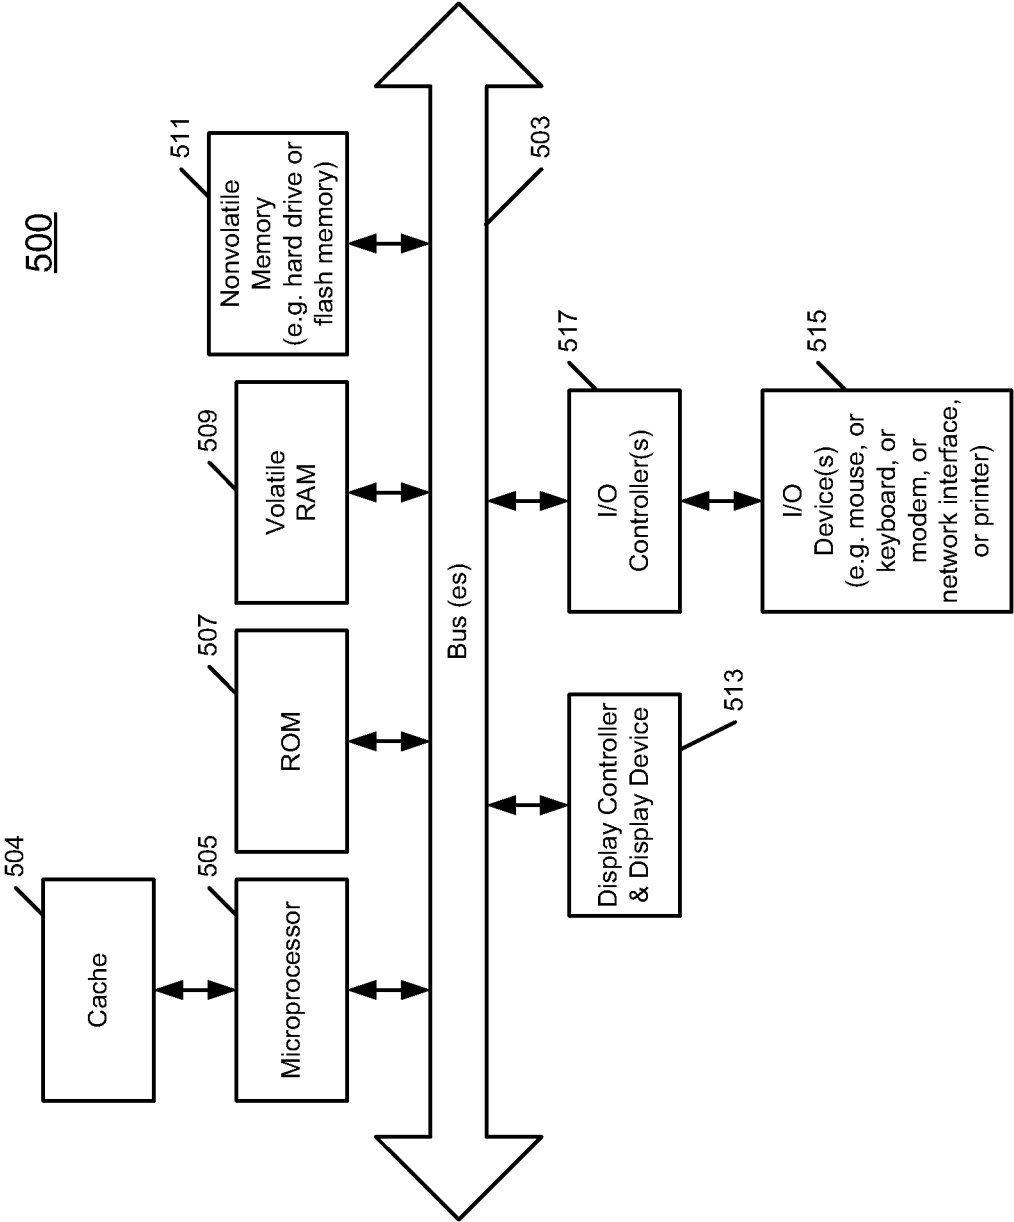 500
504
Cache
505
Microprocessor
507
ROM
509
Volatile
RAM
511
Nonvolatile
Memory
(e.g. hard drive or
flash memory)
Bus (es)
503
Display Controller
& Display Device
513
517
I/O
Controller(s)
515
I/O
Device(s)
(e.g. mouse, or
keyboard, or
modem, or
network interface,
or printer)